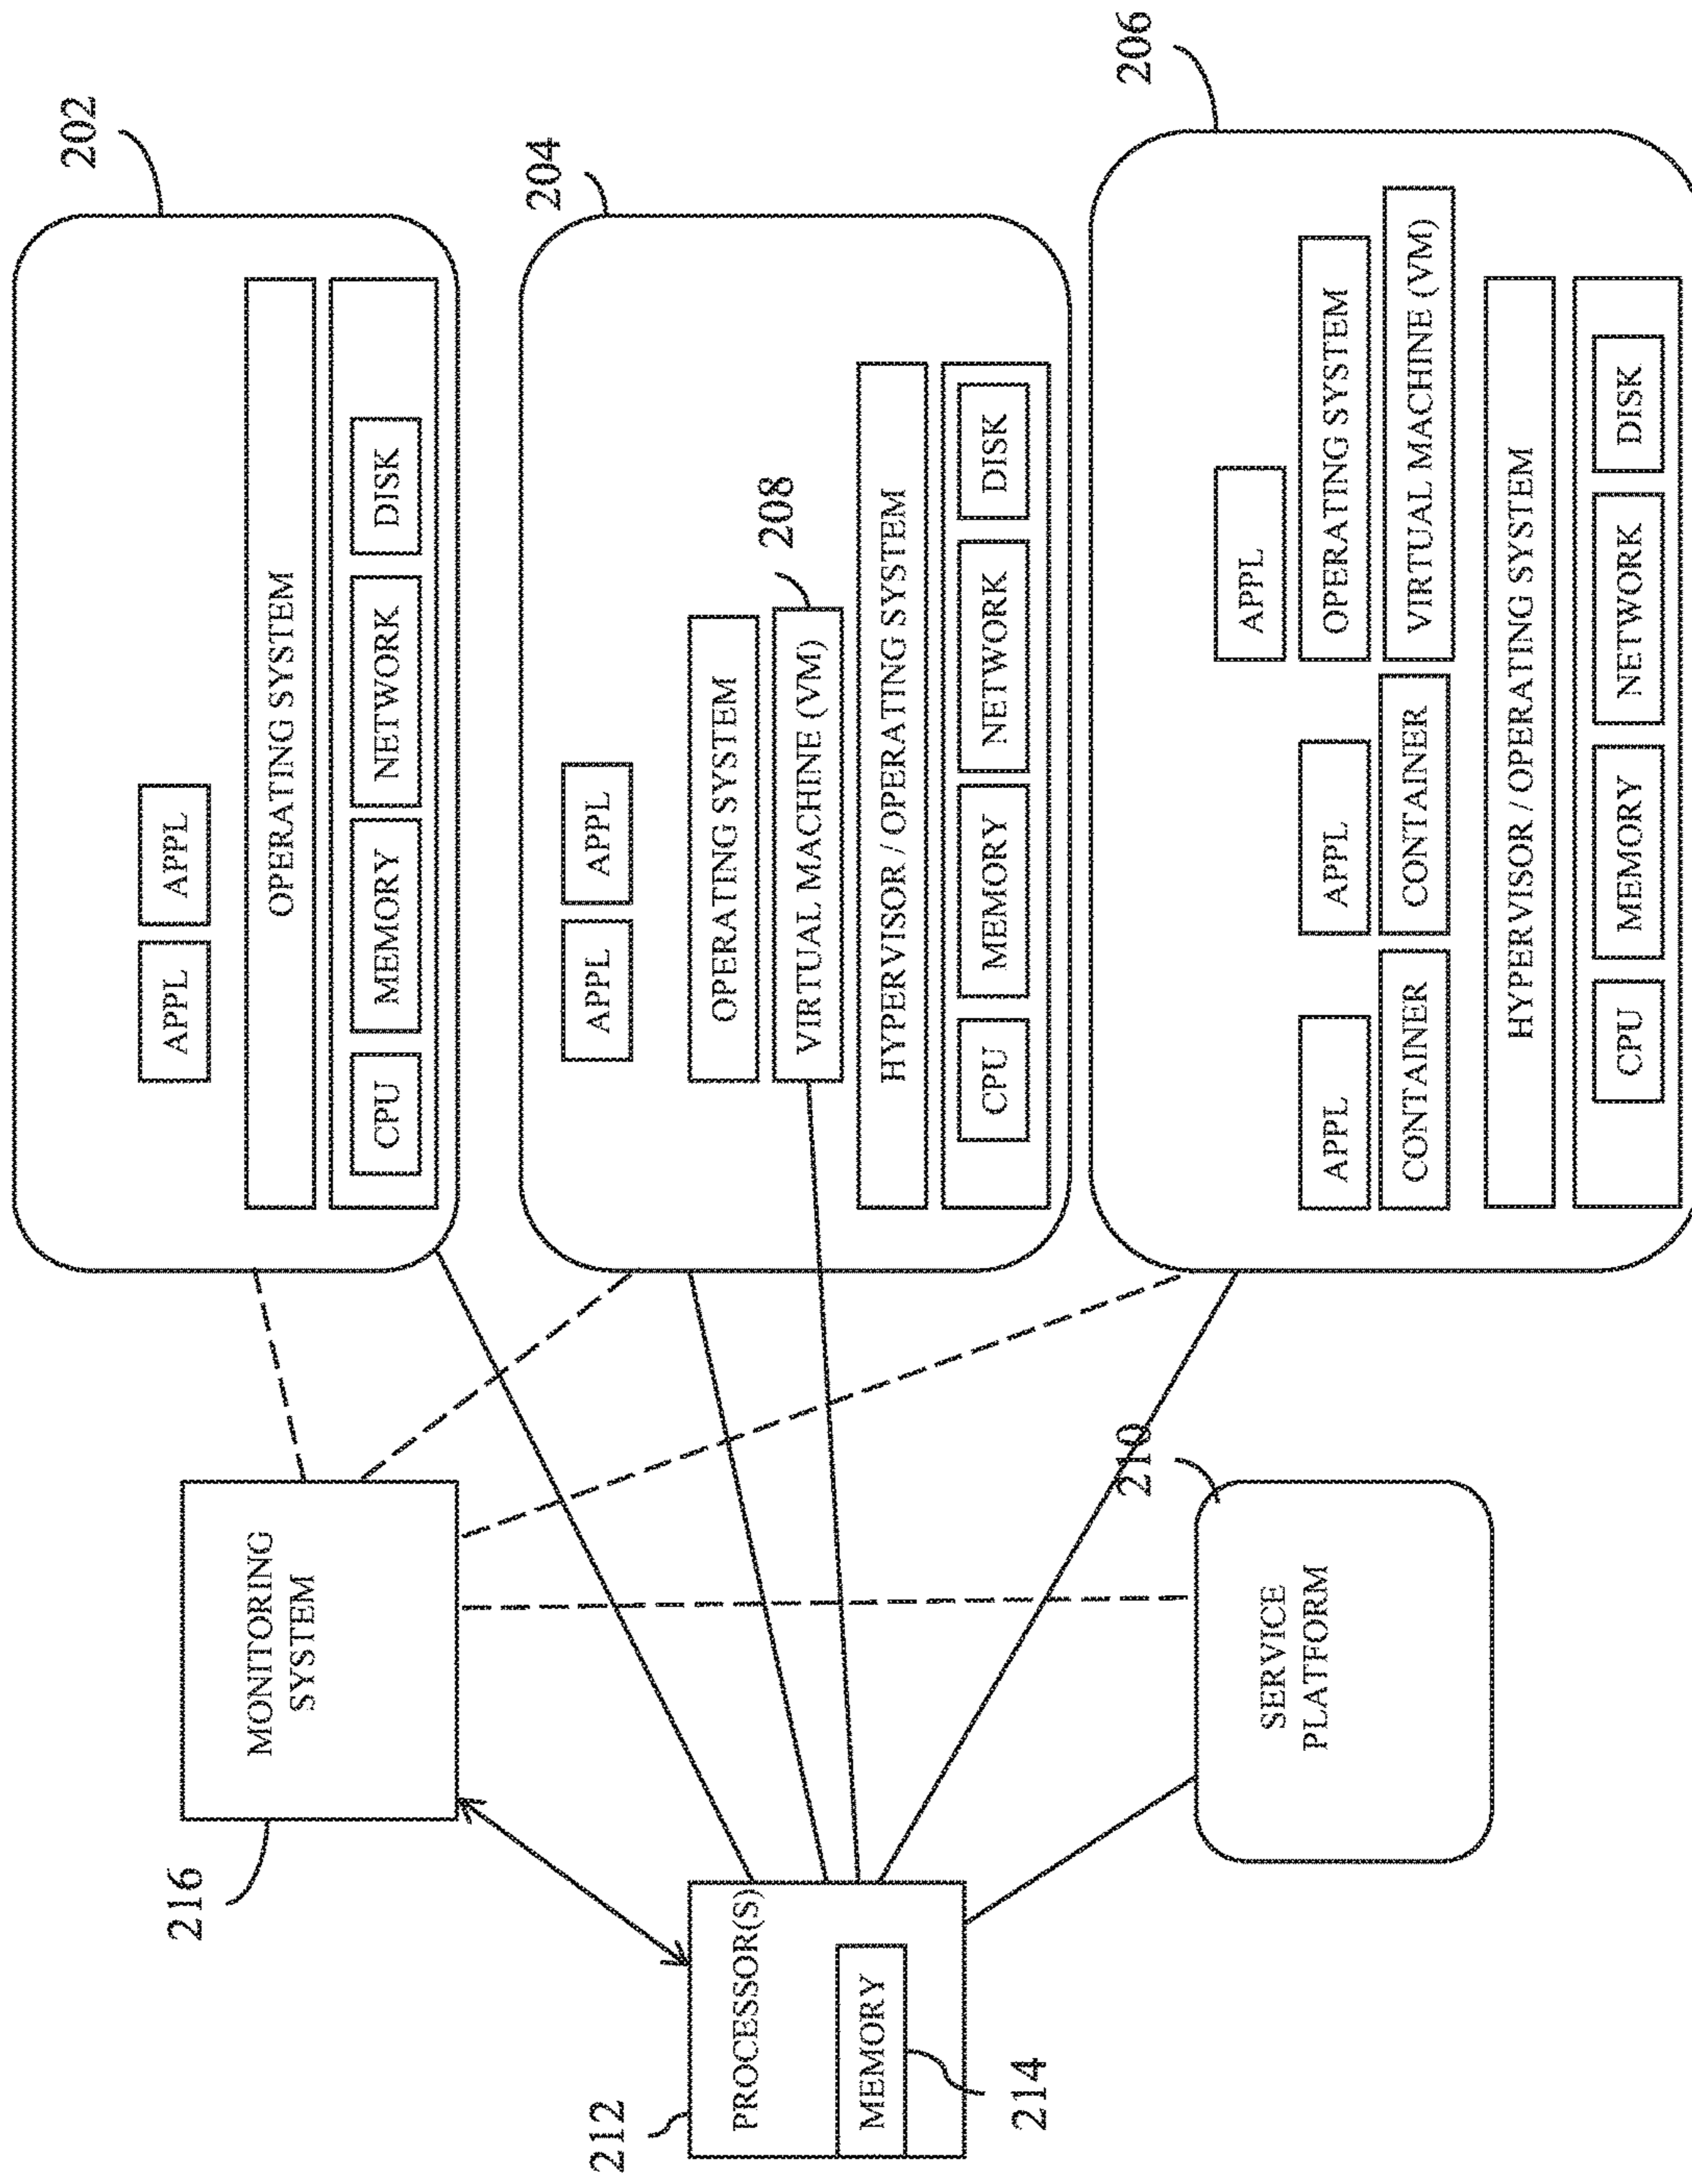 212
PROCESSOR(S)
MEMORY
214
216
MONITORING
SYSTEM
210
SERVICE
PLATFORM
202
APPL
APPL
OPERATING SYSTEM
CPU
MEMORY
NETWORK
DISK
204
APPL
APPL
OPERATING SYSTEM
208
VIRTUAL MACHINE (VM)
HYPERVISOR / OPERATING SYSTEM
CPU
MEMORY
NETWORK
DISK
206
APPL
APPL
APPL
OPERATING SYSTEM
CONTAINER
CONTAINER
VIRTUAL MACHINE (VM)
HYPERVISOR / OPERATING SYSTEM
CPU
MEMORY
NETWORK
DISK